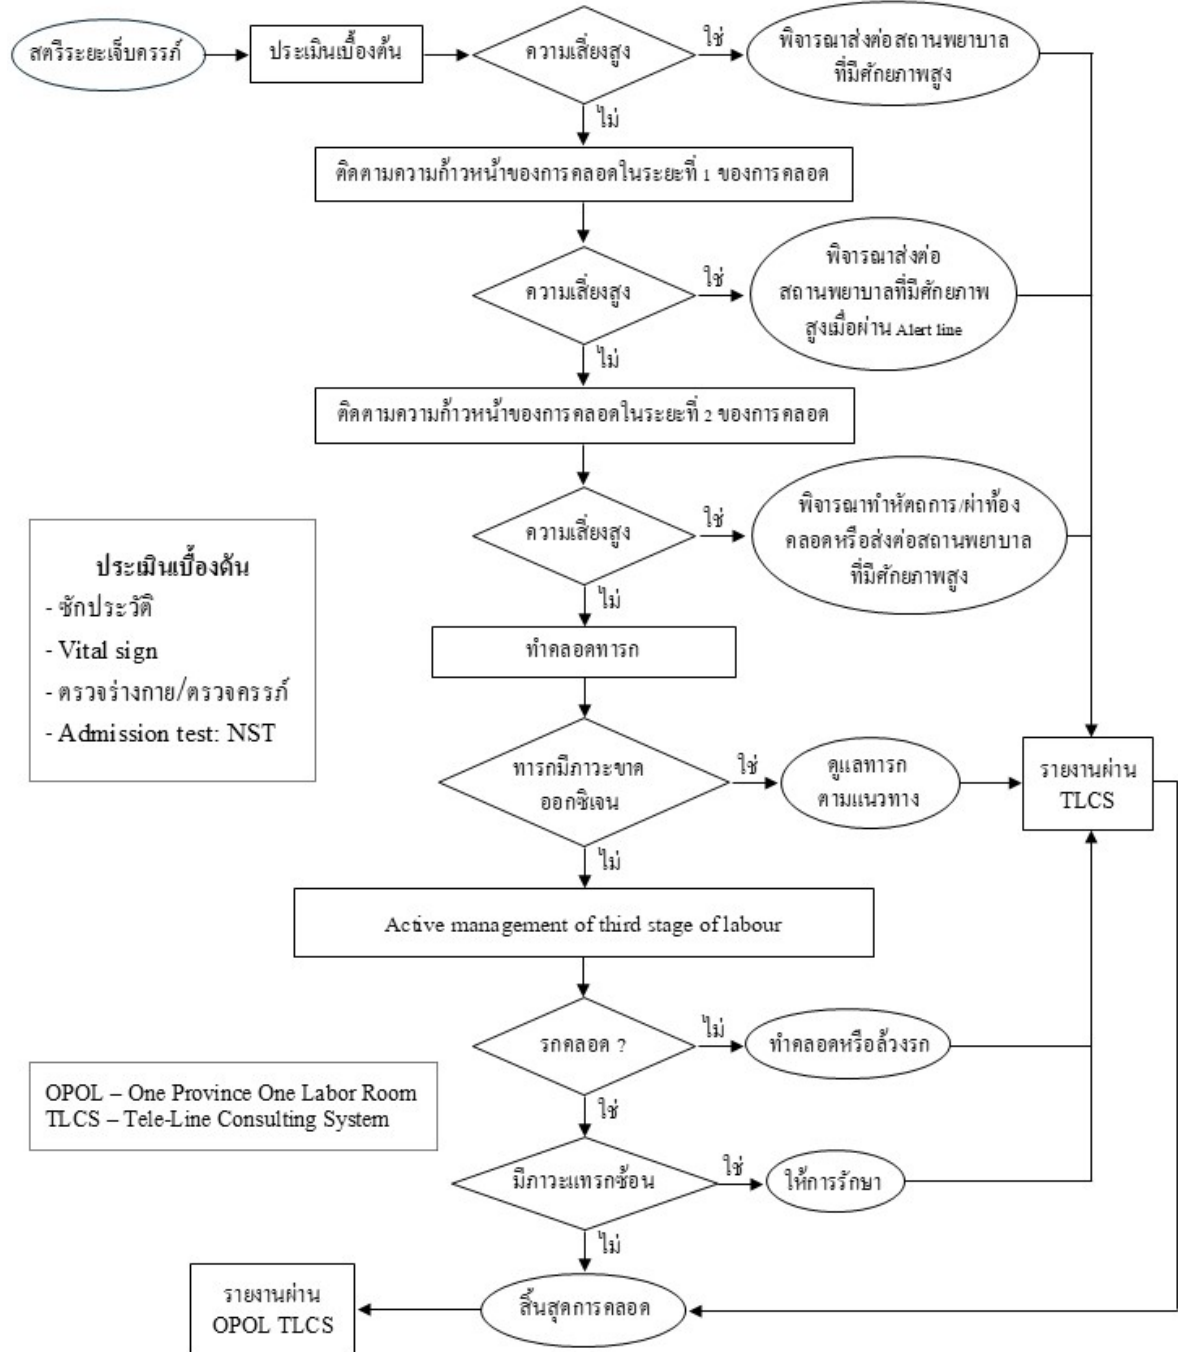 สตรีระยะเจ็บครรภ์
ประเมินเบื้องต้น
ความเสี่ยงสูง
ใช่
พิจารณาส่งต่อสถานพยาบาล
ที่มีศักยภาพสูง
ไม่
ติดตามความก้าวหน้าของการคลอดในระยะที่ 1 ของการคลอด
ความเสี่ยงสูง
ใช่
พิจารณาส่งต่อ
สถานพยาบาลที่มีศักยภาพ
สูงเมื่อผ่าน Alert line
ไม่
ติดตามความก้าวหน้าของการคลอดในระยะที่ 2 ของการคลอด
ความเสี่ยงสูง
ใช่
พิจารณาทำหัตถการ/ผ่าท้อง
คลอดหรือส่งต่อสถานพยาบาล
ที่มีศักยภาพสูง
ไม่
ประเมินเบื้องต้น
- ซักประวัติ
- Vital sign
- ตรวจร่างกาย/ตรวจครรภ์
- Admission test: NST
ทำคลอดทารก
ทารกมีภาวะขาด
ออกซิเจน
ใช่
ดูแลทารก
ตามแนวทาง
รายงานผ่าน
TLCS
ไม่
Active management of third stage of labour
รกคลอด ?
ไม่
ทำคลอดหรือล้วงรก
ใช่
OPOL – One Province One Labor Room
TLCS – Tele-Line Consulting System
มีภาวะแทรกซ้อน
ใช่
ให้การรักษา
ไม่
สิ้นสุดการคลอด
รายงานผ่าน
OPOL TLCS